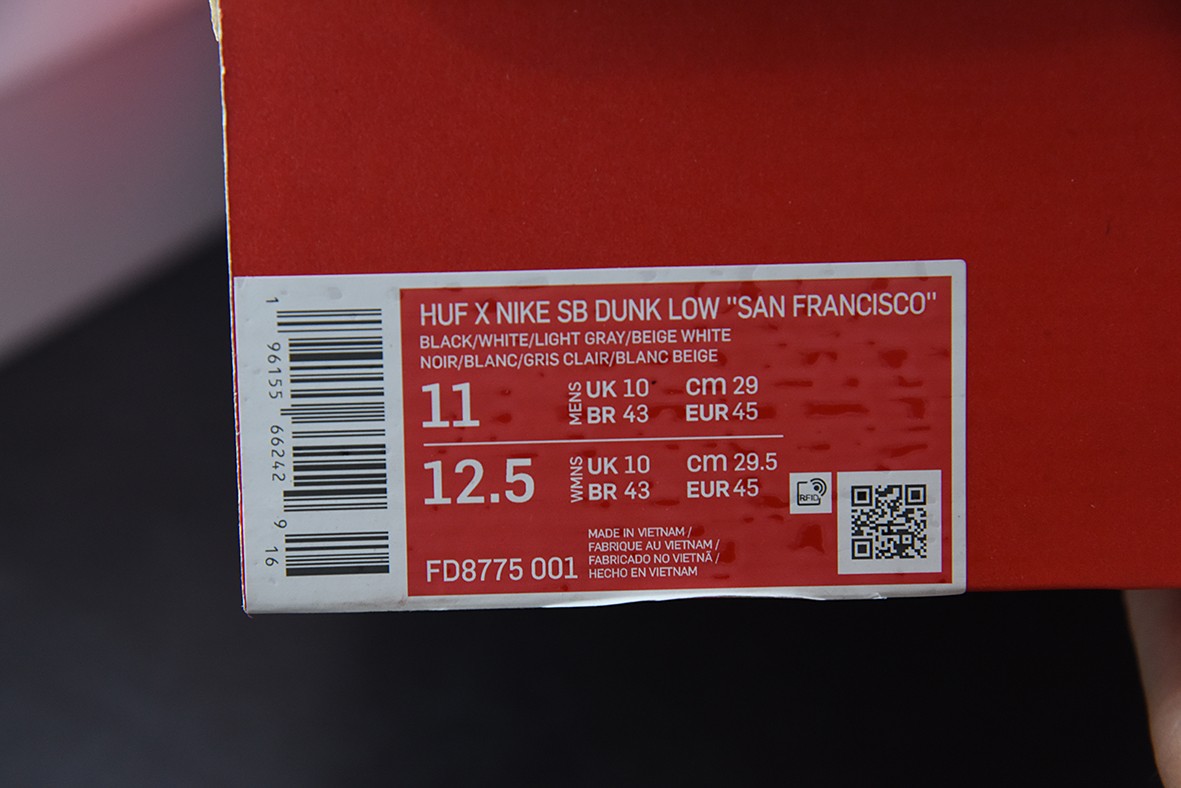 HUF X NIKE SB DUNK LOW "SAN FRANCISCO"
BLACK/WHITE/LIGHT GRAY/BEIGE WHITE
NOIR/BLANC/GRIS CLAIR/BLANC BEIGE
11 MENS UK 10 cm 29
BR 43 EUR 45
12.5 WMNS UK 10 cm 29.5
BR 43 EUR 45
RFID
MADE IN VIETNAM /
FABRIQUE AU VIETNAM /
FABRICADO NO VIETNÃ /
HECHO EN VIETNAM
FD8775 001
1 96155 66242 9 16